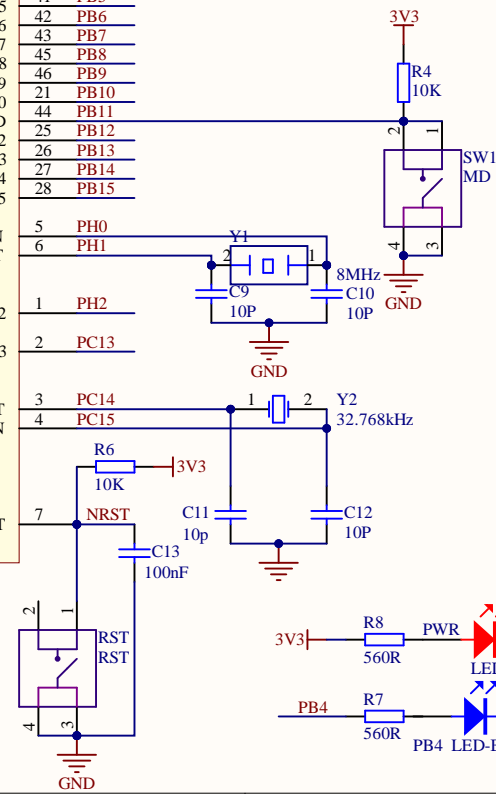 42 PB6
43 PB7
45 PB8
46 PB9
21 PB10
44 PB11
25 PB12
26 PB13
27 PB14
28 PB15
5 PH0
6 PH1
1 PH2
2 PC13
3 PC14
4 PC15
7 NRST
3V3
R4
10K
2 1
SW1
MD
4 3
GND
Y1
2 1
8MHz
C9
10P
C10
10P
GND
1 2
Y2
32.768kHz
C11
10p
C12
10P
R6
10K
3V3
C13
100nF
2 1
RST
RST
4 3
GND
3V3
R8
560R
PWR
LED
PB4
R7
560R
PB4 LED-B